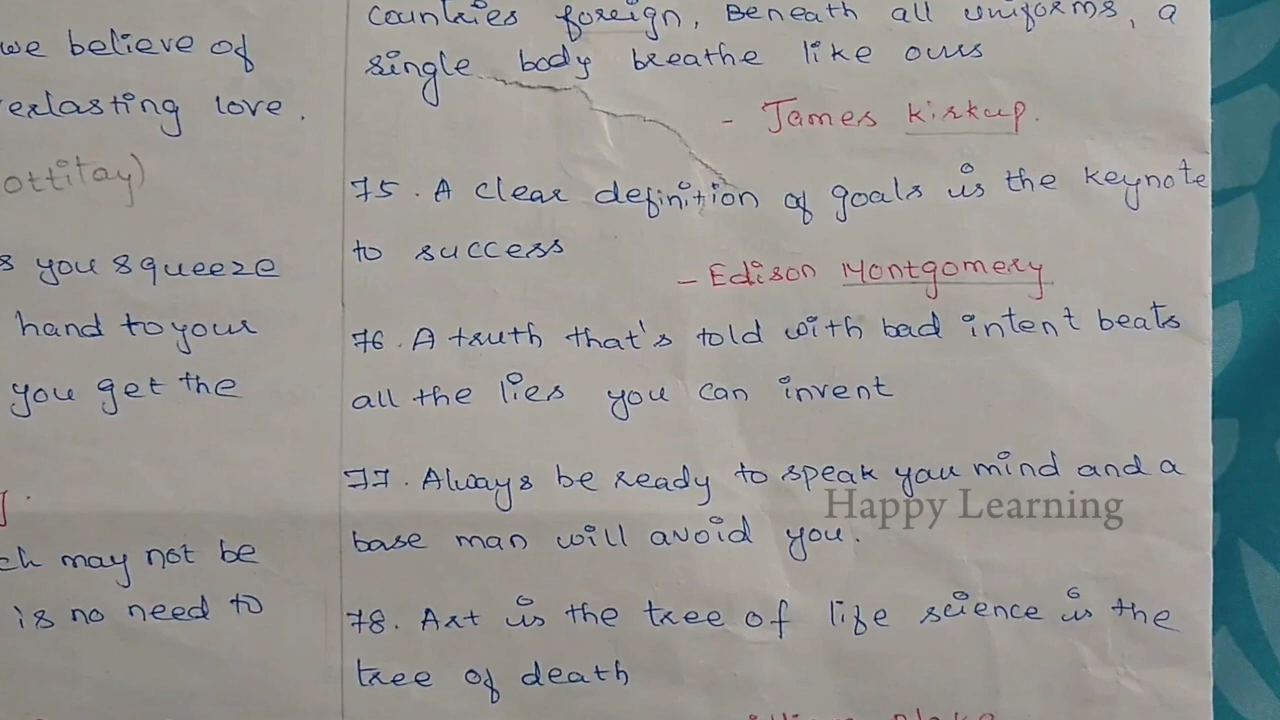 we believe of
erlasting love.
ottitay)
s you squeeze
hand to your
you get the
ch may not be
is no need to
countries foreign, Beneath all uniforms, a
single body breathe like ours
- James Kirkup.
75. A clear definition of goals is the keynote
to success
- Edison Montgomery
76. A truth that's told with bad intent beats
all the lies you can invent
77. Always be ready to speak you mind and a
base man will avoid you.
Happy Learning
78. Art is the tree of life science is the
tree of death